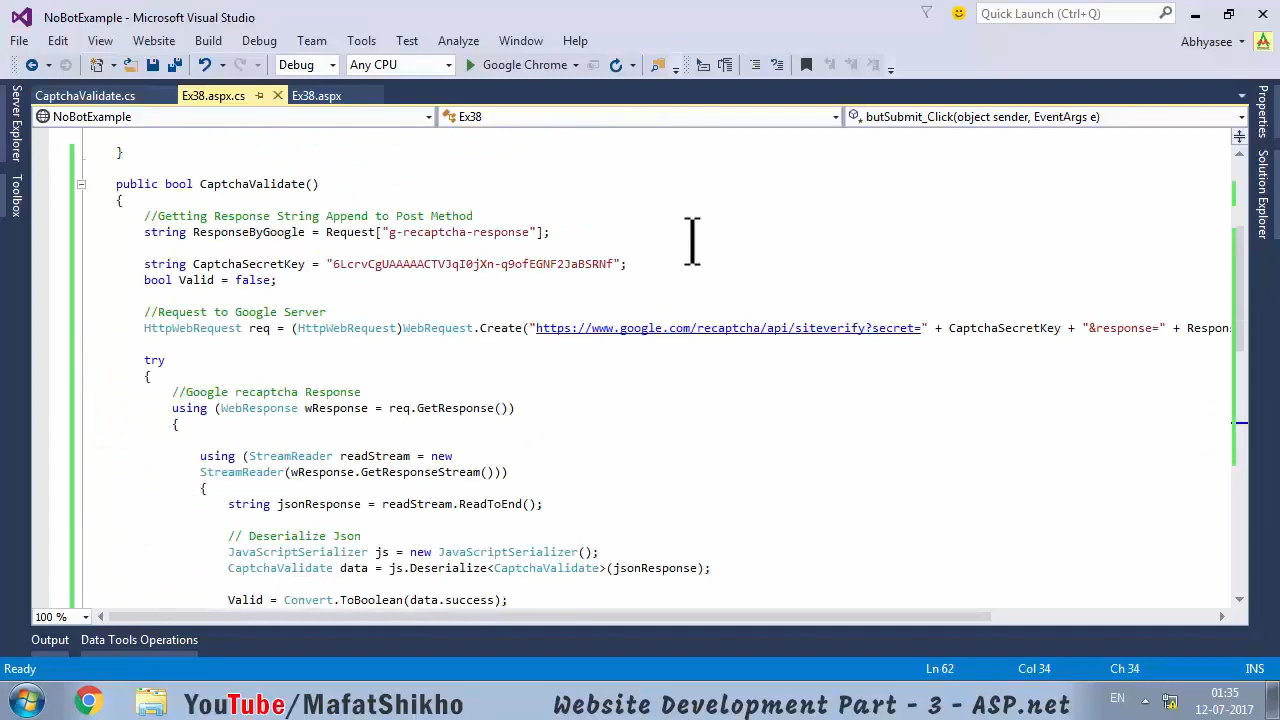 NoBotExample - Microsoft Visual Studio
Quick Launch (Ctrl+Q)
File Edit View Website Build Debug Team Tools Test Analyze Window Help
Abhyasee
Debug Any CPU Google Chrome
CaptchaValidate.cs Ex38.aspx.cs Ex38.aspx
NoBotExample Ex38 butSubmit_Click(object sender, EventArgs e)
Server Explorer
Toolbox
Properties
Solution Explorer
}
public bool CaptchaValidate()
{
//Getting Response String Append to Post Method
string ResponseByGoogle = Request["g-recaptcha-response"];
string CaptchaSecretKey = "6LcrvCgUAAAAACTVJqI0jXn-q9ofEGNF2JaBSRNf";
bool Valid = false;
//Request to Google Server
HttpWebRequest req = (HttpWebRequest)WebRequest.Create("https://www.google.com/recaptcha/api/siteverify?secret=" + CaptchaSecretKey + "&response=" + Respon
try
{
//Google recaptcha Response
using (WebResponse wResponse = req.GetResponse())
{
using (StreamReader readStream = new
StreamReader(wResponse.GetResponseStream()))
{
string jsonResponse = readStream.ReadToEnd();
// Deserialize Json
JavaScriptSerializer js = new JavaScriptSerializer();
CaptchaValidate data = js.Deserialize<CaptchaValidate>(jsonResponse);
Valid = Convert.ToBoolean(data.success);
100 %
Output Data Tools Operations
Ready Ln 62 Col 34 Ch 34 INS
YouTube/MafatShikho Website Development Part - 3 - ASP.net EN 01:35
12-07-2017